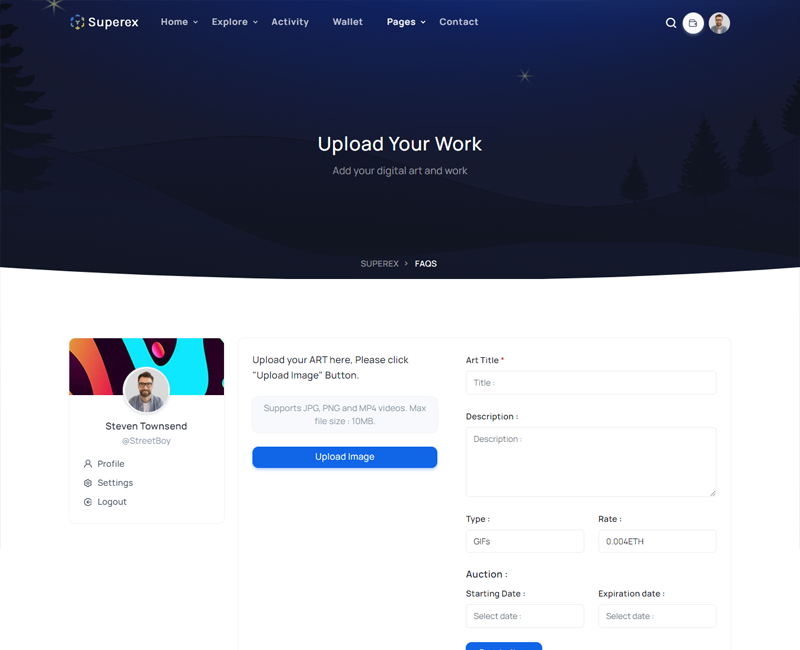 Superex
Home
Explore
Activity
Wallet
Pages
Contact
Upload Your Work
Add your digital art and work
SUPEREX > FAQS
Steven Townsend
@StreetBoy
Profile
Settings
Logout
Upload your ART here, Please click
"Upload Image" Button.
Supports JPG, PNG and MP4 videos. Max
file size : 10MB.
Upload Image
Art Title *
Title :
Description :
Description :
Type :
GIFs
Rate :
0.004ETH
Auction :
Starting Date :
Select date :
Expiration date :
Select date :